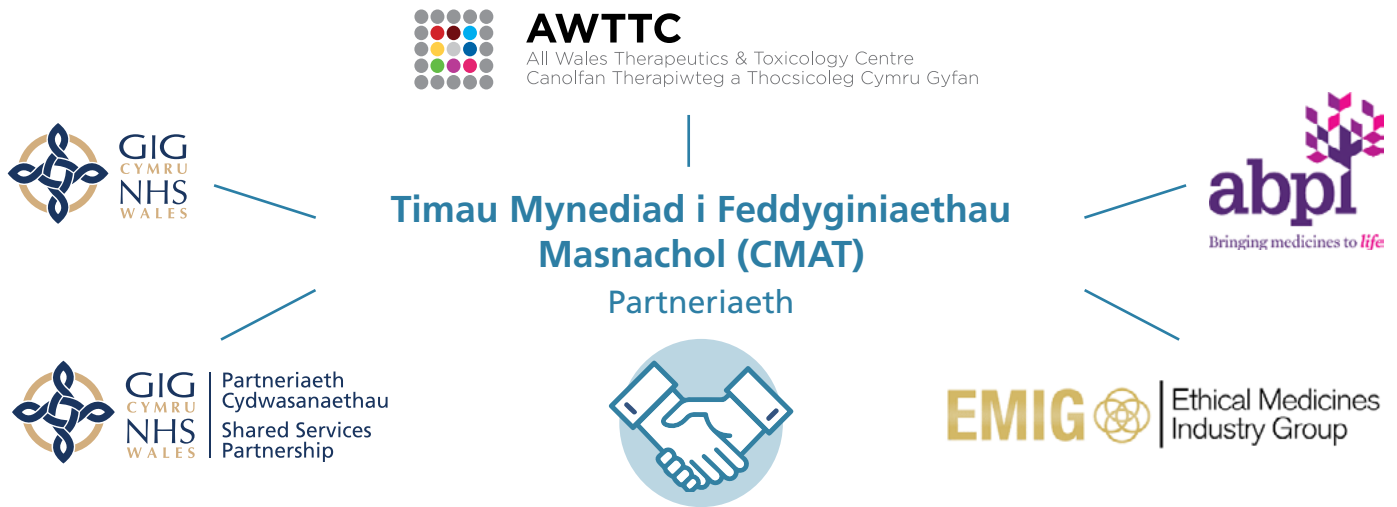 AWTTC
All Wales Therapeutics & Toxicology Centre
Canolfan Therapiwteg a Thocsicoleg Cymru Gyfan
GIG
CYMRU
NHS
WALES
abpi
Bringing medicines to life
Timau Mynediad i Feddyginiaethau
Masnachol (CMAT)
Partneriaeth
GIG
CYMRU
NHS
WALES
Partneriaeth
Cydwasanaethau
Shared Services
Partnership
EMIG
Ethical Medicines
Industry Group